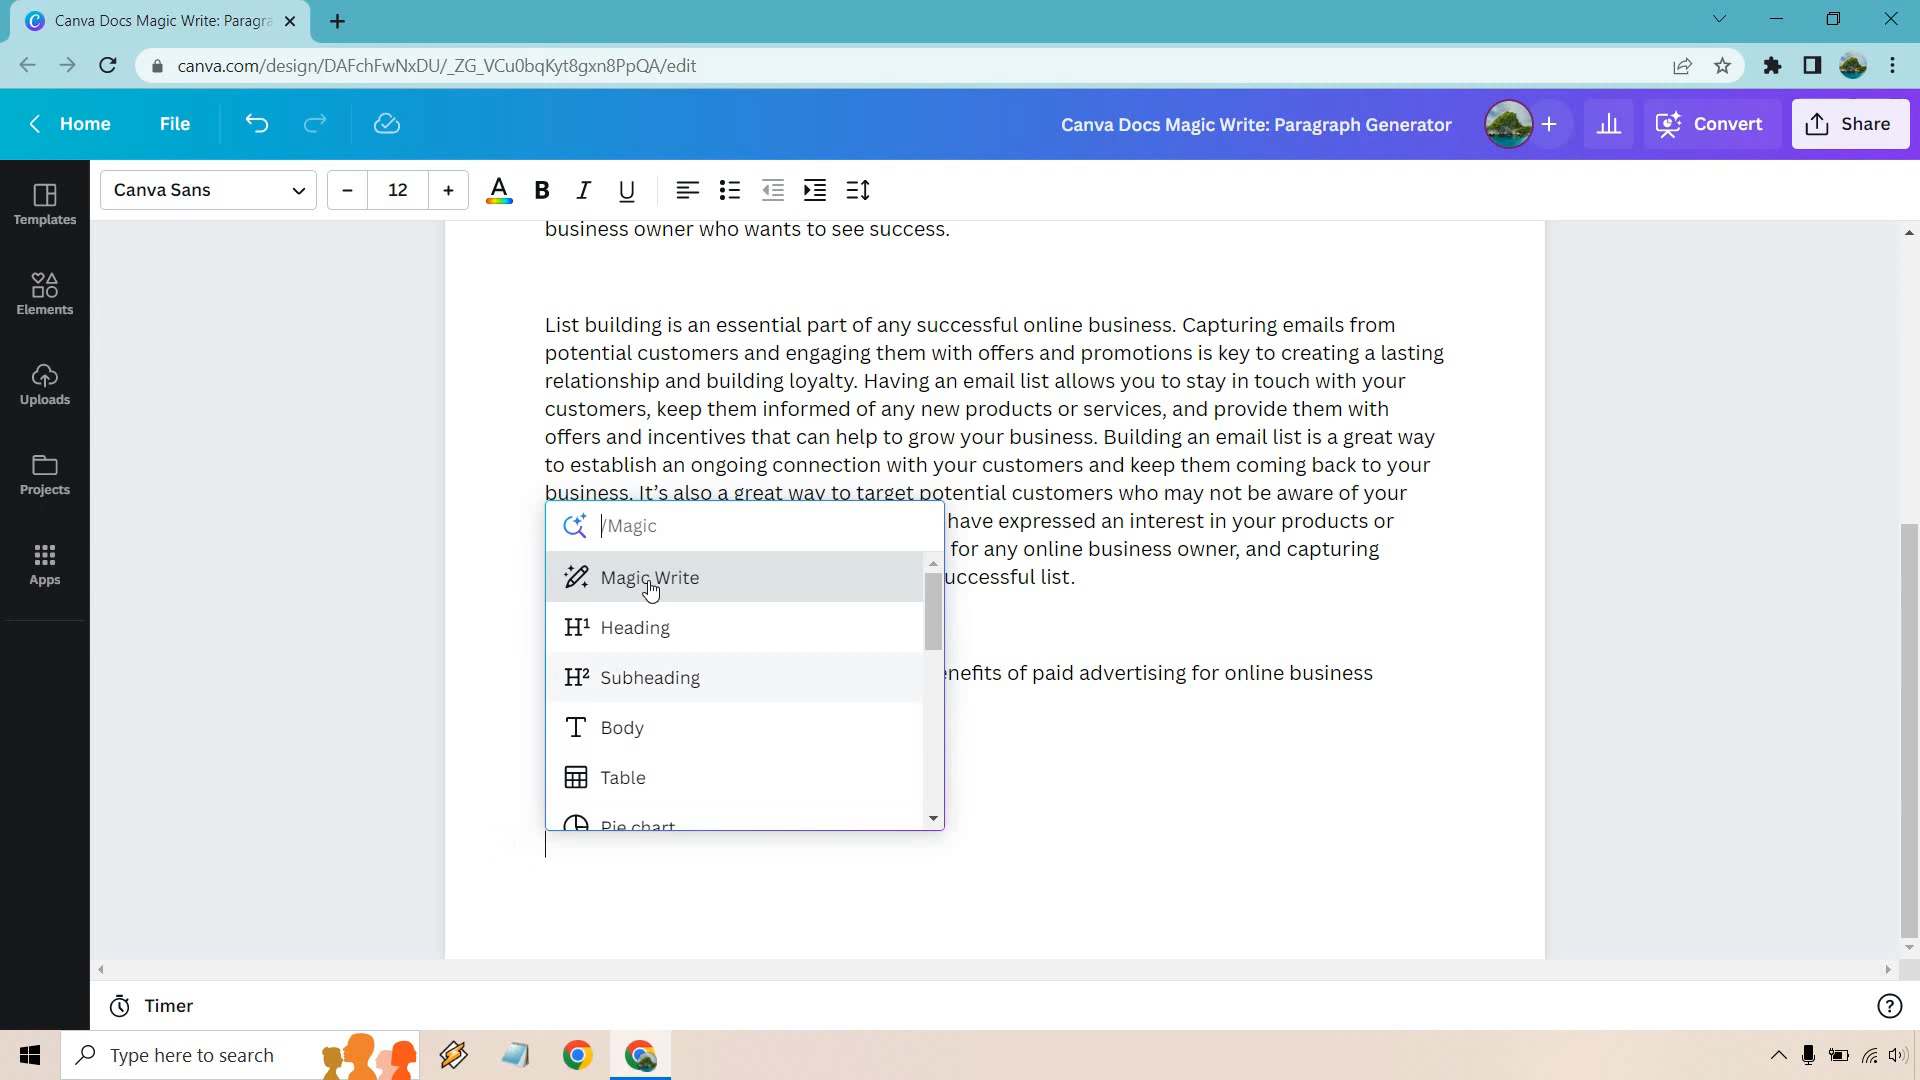 Canva Docs Magic Write: Paragra
canva.com/design/DAFchFwNxDU/_ZG_VCu0bqKyt8gxn8PpQA/edit
Home
File
Canva Docs Magic Write: Paragraph Generator
Convert
Share
Canva Sans
12
Templates
Elements
Uploads
Projects
Apps
business owner who wants to see success.
List building is an essential part of any successful online business. Capturing emails from
potential customers and engaging them with offers and promotions is key to creating a lasting
relationship and building loyalty. Having an email list allows you to stay in touch with your
customers, keep them informed of any new products or services, and provide them with
offers and incentives that can help to grow your business. Building an email list is a great way
to establish an ongoing connection with your customers and keep them coming back to your
business. It's also a great way to target potential customers who may not be aware of your
have expressed an interest in your products or
for any online business owner, and capturing
uccessful list.
enefits of paid advertising for online business
/Magic
Magic Write
H1 Heading
H2 Subheading
Body
Table
Pie chart
Timer
Type here to search